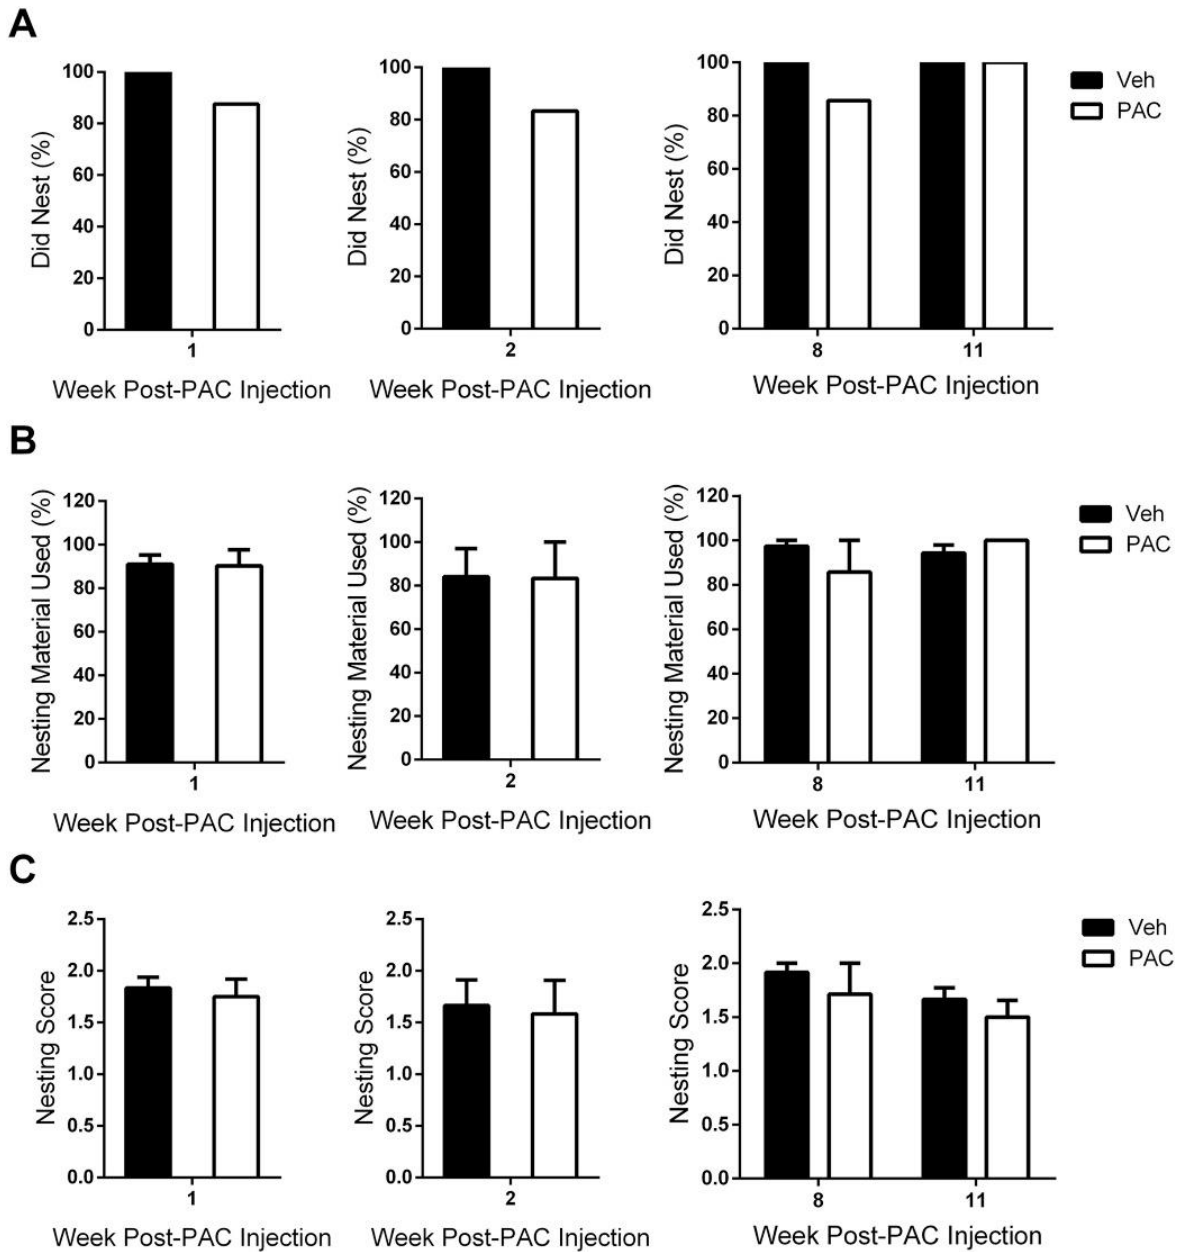 A
Did Nest (%)
100
80
60
40
20
0
1
Week Post-PAC Injection
Did Nest (%)
100
80
60
40
20
0
2
Week Post-PAC Injection
Did Nest (%)
100
80
60
40
20
0
8 11
Week Post-PAC Injection
Veh
PAC
B
Nesting Material Used (%)
120
100
80
60
40
20
0
1
Week Post-PAC Injection
Nesting Material Used (%)
120
100
80
60
40
20
0
2
Week Post-PAC Injection
Nesting Material Used (%)
120
100
80
60
40
20
0
8 11
Week Post-PAC Injection
Veh
PAC
C
Nesting Score
2.5
2.0
1.5
1.0
0.5
0.0
1
Week Post-PAC Injection
Nesting Score
2.5
2.0
1.5
1.0
0.5
0.0
2
Week Post-PAC Injection
Nesting Score
2.5
2.0
1.5
1.0
0.5
0.0
8 11
Week Post-PAC Injection
Veh
PAC